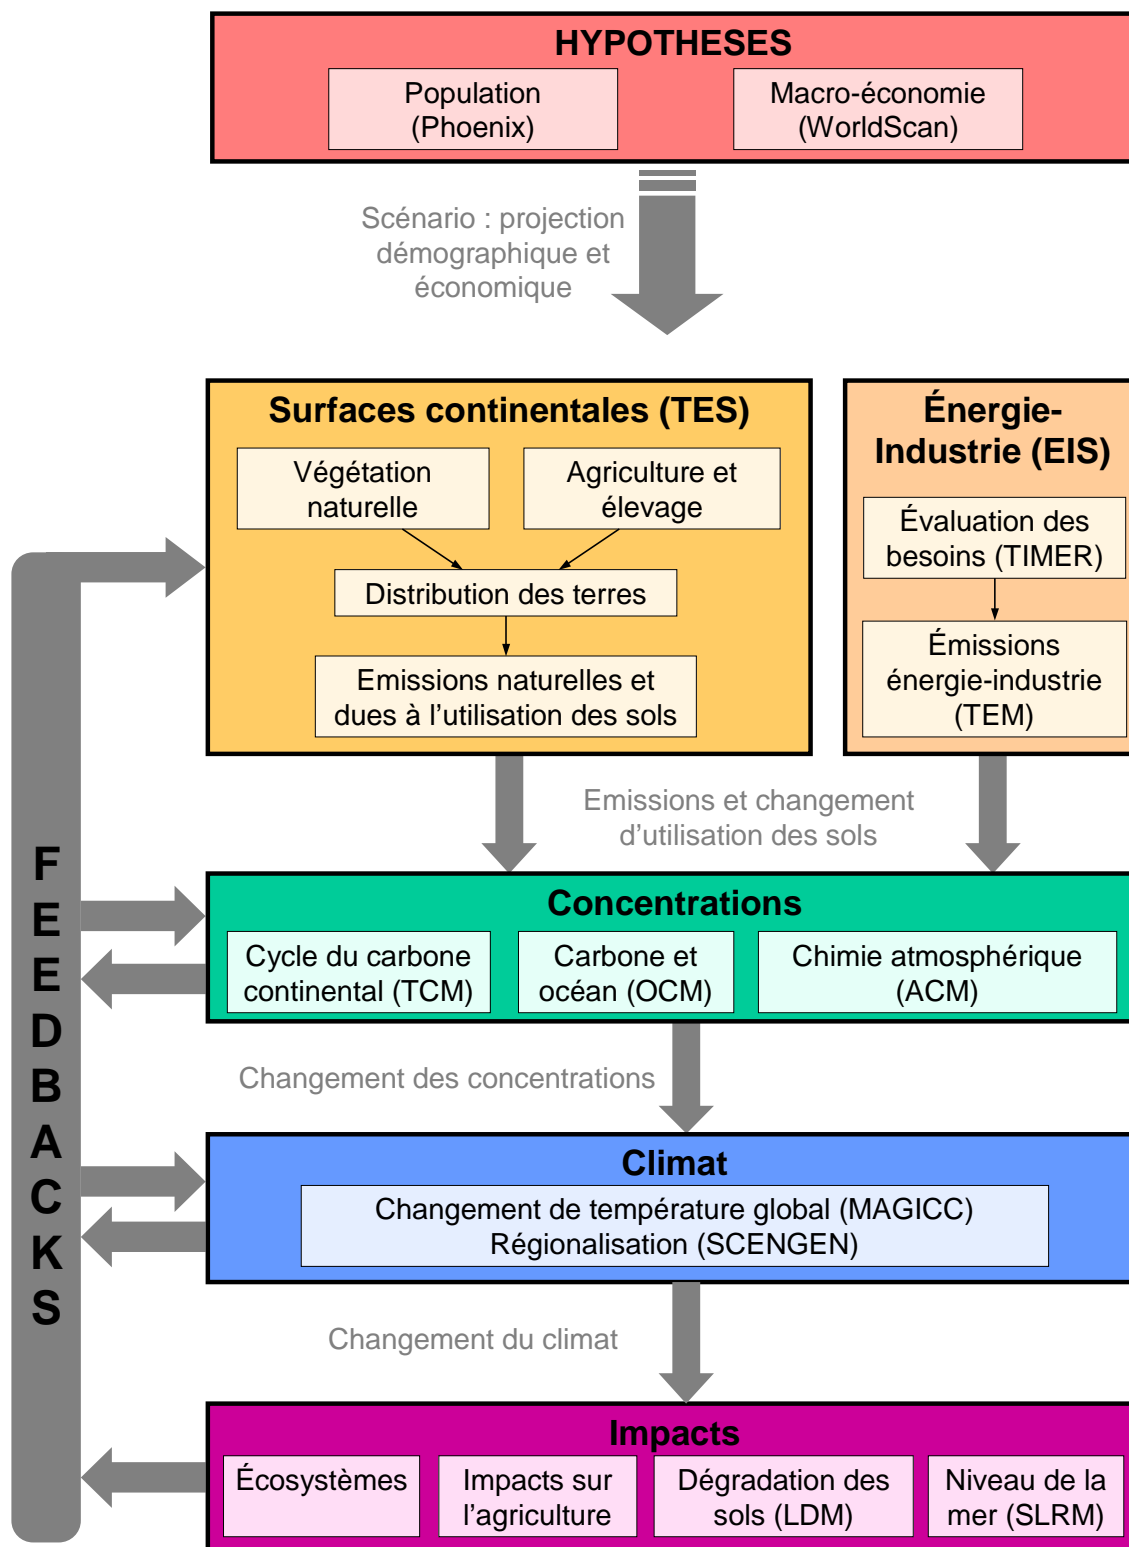 HYPOTHESES
Population
(Phoenix)
Macro-économie
(WorldScan)
Scénario : projection
démographique et
économique
Surfaces continentales (TES)
Végétation
naturelle
Agriculture et
élevage
Distribution des terres
Emissions naturelles et
dues à l’utilisation des sols
Énergie-
Industrie (EIS)
Évaluation des
besoins (TIMER)
Émissions
énergie-industrie
(TEM)
Emissions et changement
d’utilisation des sols
FEEDBACKS
Concentrations
Cycle du carbone
continental (TCM)
Carbone et
océan (OCM)
Chimie atmosphérique
(ACM)
Changement des concentrations
Climat
Changement de température global (MAGICC)
Régionalisation (SCENGEN)
Changement du climat
Impacts
Écosystèmes
Impacts sur
l’agriculture
Dégradation des
sols (LDM)
Niveau de la
mer (SLRM)